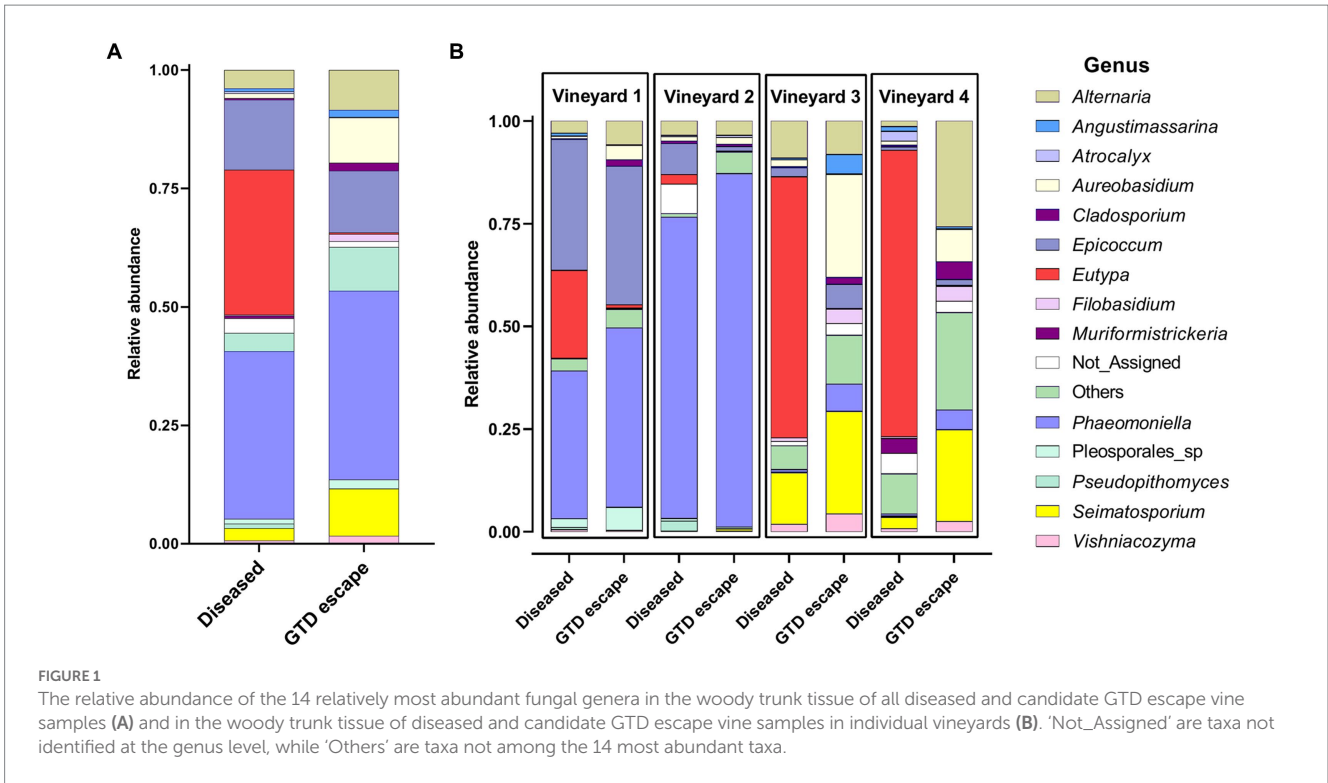 A
B
Relative abundance
1.00
0.75
0.50
0.25
0.00
Diseased
GTD escape
Relative abundance
1.00
0.75
0.50
0.25
0.00
Vineyard 1
Vineyard 2
Vineyard 3
Vineyard 4
Diseased
GTD escape
Diseased
GTD escape
Diseased
GTD escape
Diseased
GTD escape
Genus
Alternaria
Angustimassarina
Atrocalyx
Aureobasidium
Cladosporium
Epicoccum
Eutypa
Filobasidium
Muriformistrickeria
Not_Assigned
Others
Phaeomoniella
Pleosporales_sp
Pseudopithomyces
Seimatosporium
Vishniacozyma
FIGURE 1
The relative abundance of the 14 relatively most abundant fungal genera in the woody trunk tissue of all diseased and candidate GTD escape vine
samples (A) and in the woody trunk tissue of diseased and candidate GTD escape vine samples in individual vineyards (B). ‘Not_Assigned’ are taxa not
identified at the genus level, while ‘Others’ are taxa not among the 14 most abundant taxa.